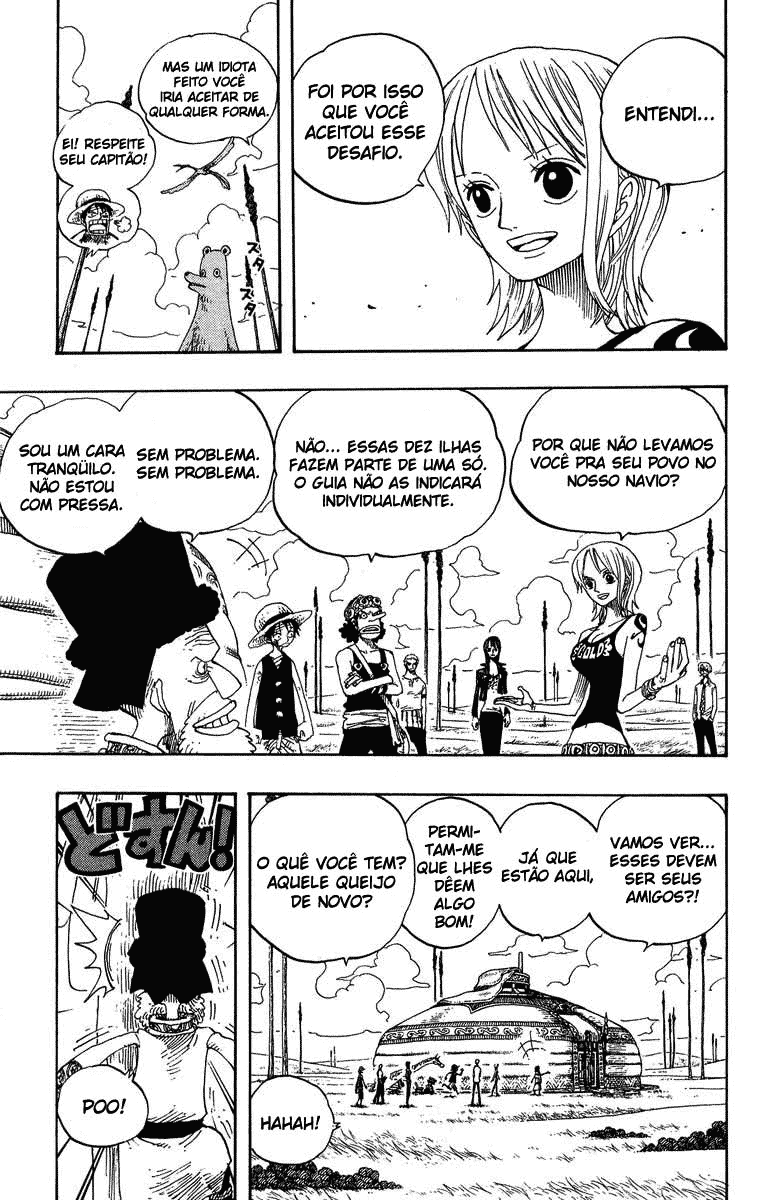 ENTENDI...
FOI POR ISSO
QUE VOCÊ
ACEITOU ESSE
DESAFIO.
MAS UM IDIOTA
FEITO VOCÊ
IRIA ACEITAR DE
QUALQUER FORMA.
EI! RESPEITE
SEU CAPITÃO!
スタ
スタ
POR QUE NÃO LEVAMOS
VOCÊ PRA SEU POVO NO
NOSSO NAVIO?
NÃO... ESSAS DEZ ILHAS
FAZEM PARTE DE UMA SÓ.
O GUIA NÃO AS INDICARÁ
INDIVIDUALMENTE.
SEM PROBLEMA.
SEM PROBLEMA.
SOU UM CARA
TRANQÜILO.
NÃO ESTOU
COM PRESSA.
VAMOS VER...
ESSES DEVEM
SER SEUS
AMIGOS?!
JÁ QUE
ESTÃO AQUI,
PERMI-
TAM-ME
QUE LHES
DÊEM
ALGO
BOM!
O QUÊ VOCÊ TEM?
AQUELE QUEIJO
DE NOVO?
HAHAH!
どすん!
POO!